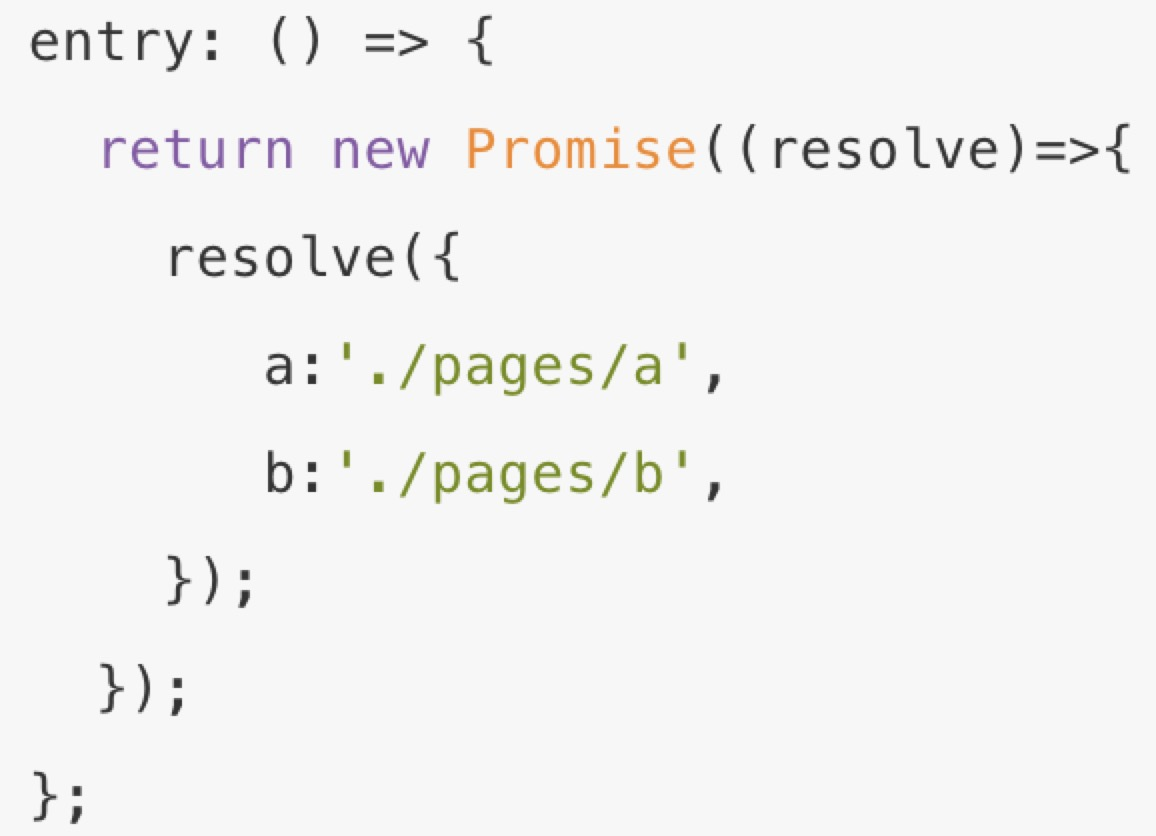 entry: () => {
  return new Promise((resolve)=>{
    resolve({
       a:'./pages/a',
       b:'./pages/b',
    });
  });
};